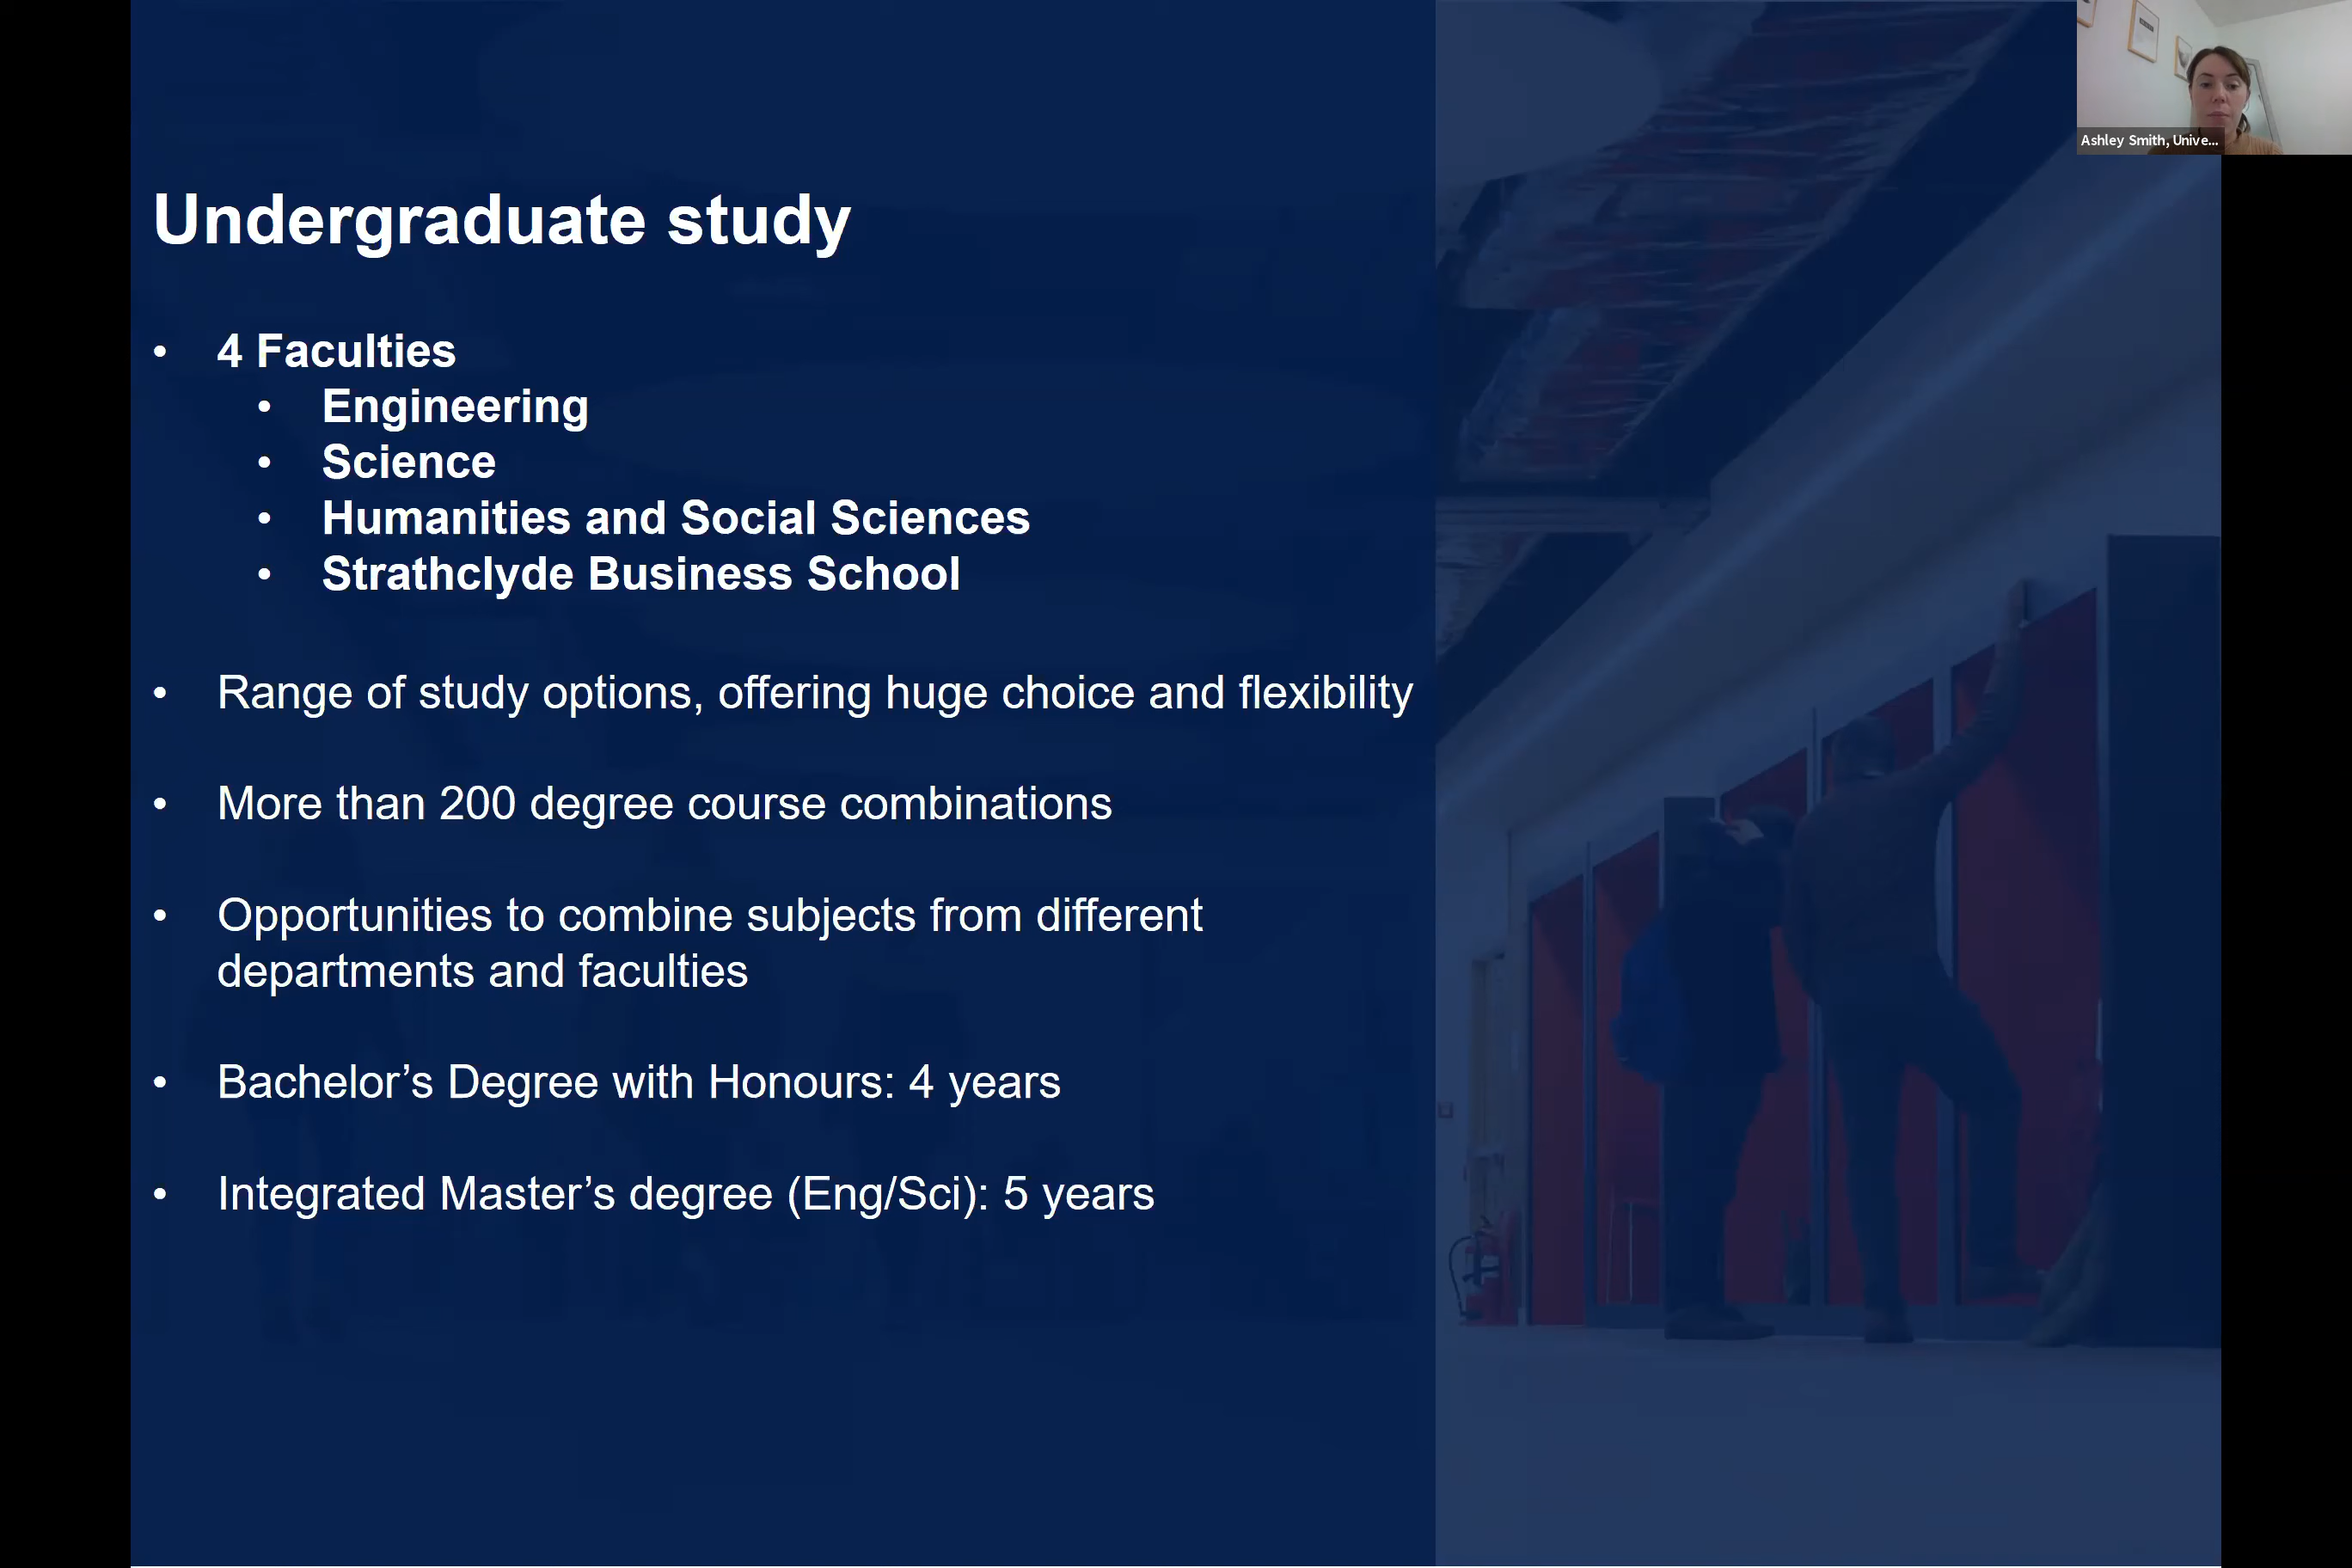 Ashley Smith, Unive...
Undergraduate study
• 4 Faculties
• Engineering
• Science
• Humanities and Social Sciences
• Strathclyde Business School
• Range of study options, offering huge choice and flexibility
• More than 200 degree course combinations
• Opportunities to combine subjects from different
departments and faculties
• Bachelor’s Degree with Honours: 4 years
• Integrated Master’s degree (Eng/Sci): 5 years